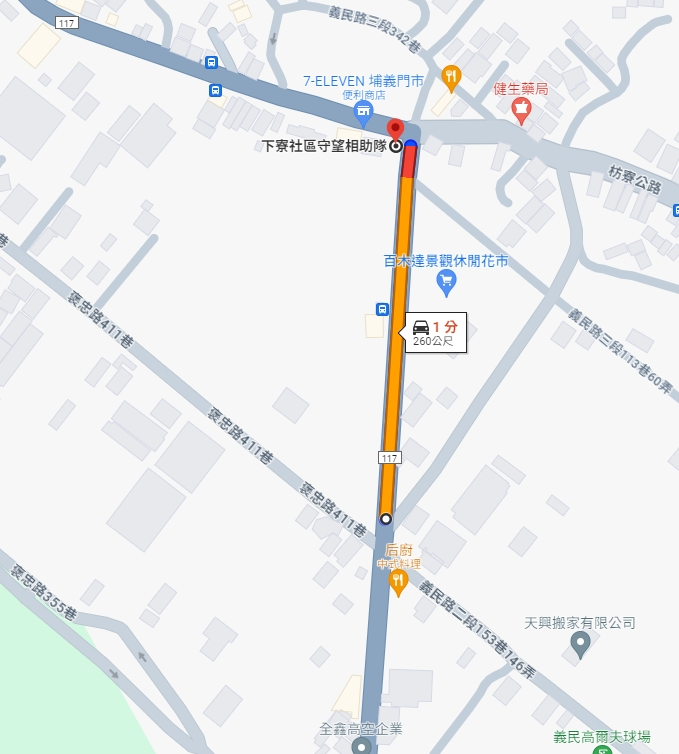 117
義民路三段342巷
7-ELEVEN 埔義門市
便利商店
健生藥局
下寮社區守望相助隊
枋寮公路
百木達景觀休閒花市
褒忠路411巷
1 分
260公尺
義民路三段113巷60弄
褒忠路411巷
117
褒忠路411巷
后廚
中式料理
褒忠路355巷
義民路二段153巷146弄
天興搬家有限公司
全鑫高空企業
義民高爾夫球場